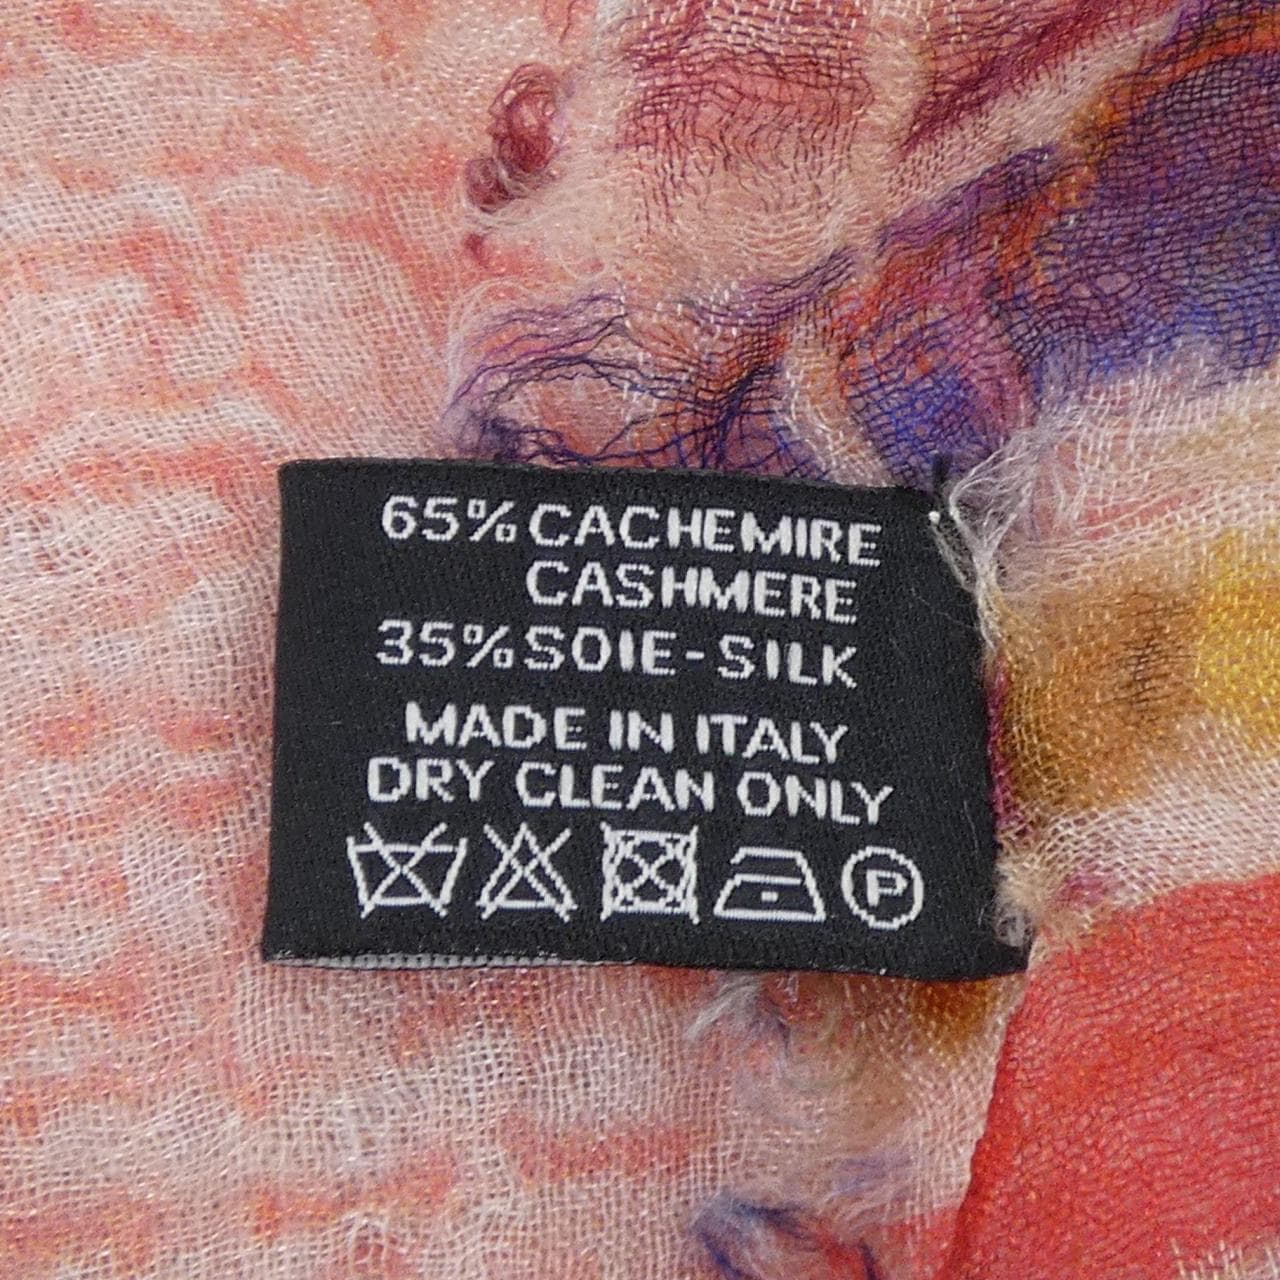 65% CACHEMIRE
CASHMERE
35% SOIE-SILK
MADE IN ITALY
DRY CLEAN ONLY
P